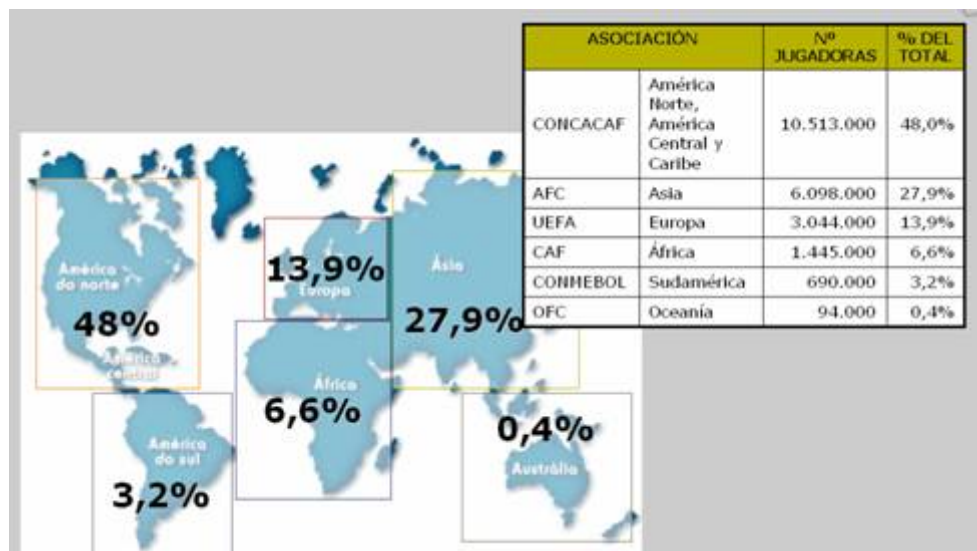 ASOCIACIÓN Nº JUGADORAS % DEL TOTAL
CONCACAF América Norte, América Central y Caribe 10.513.000 48,0%
AFC Asia 6.098.000 27,9%
UEFA Europa 3.044.000 13,9%
CAF África 1.445.000 6,6%
CONMEBOL Sudamérica 690.000 3,2%
OFC Oceanía 94.000 0,4%
América
do norte
48%
América
central
13,9%
Europa
Ásia
27,9%
África
6,6%
América
do sul
3,2%
0,4%
Austrália